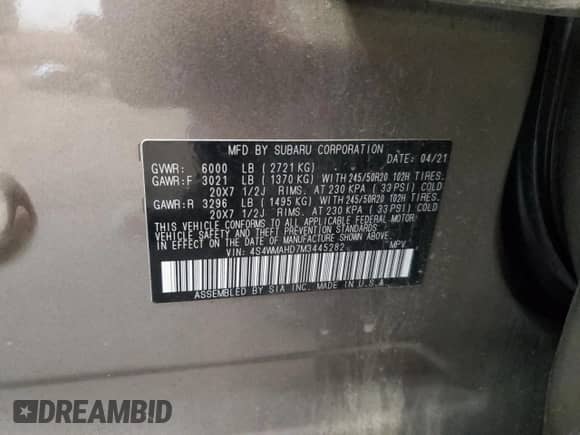 MFD BY SUBARU CORPORATION
DATE: 04/21
GVWR: 6000 LB (2721KG)
GAWR:F 3021 LB (1370 KG) WITH 245/50R20 102H TIRES.
20X7 1/2J RIMS. AT 230 KPA (33PSI) COLD
GAWR:R 3296 LB (1495 KG) WITH 245/50R20 102H TIRES.
20X7 1/2J RIMS. AT 230 KPA (33PSI) COLD
THIS VEHICLE CONFORMS TO ALL APPLICABLE FEDERAL MOTOR
VEHICLE SAFETY AND THEFT PREVENTION STANDARDS
IN EFFECT ON THE DATE OF MANUFACTURE SHOWN ABOVE.
VIN: 4S4WMAHD7M3445282 MPV
ASSEMBLED BY SIA INC. MADE IN U.S.A
DREAMBID